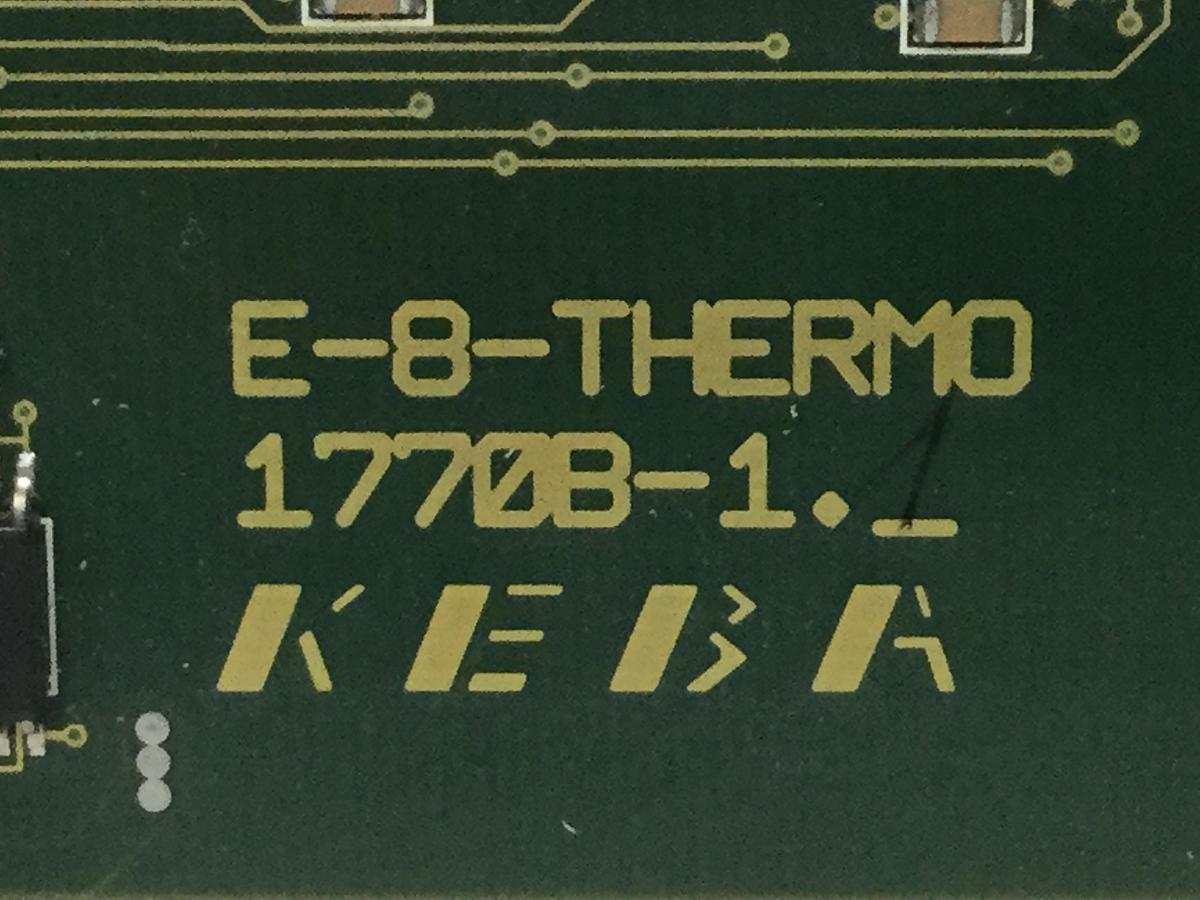 E-8-THERMO
1770B-1._
KEBA